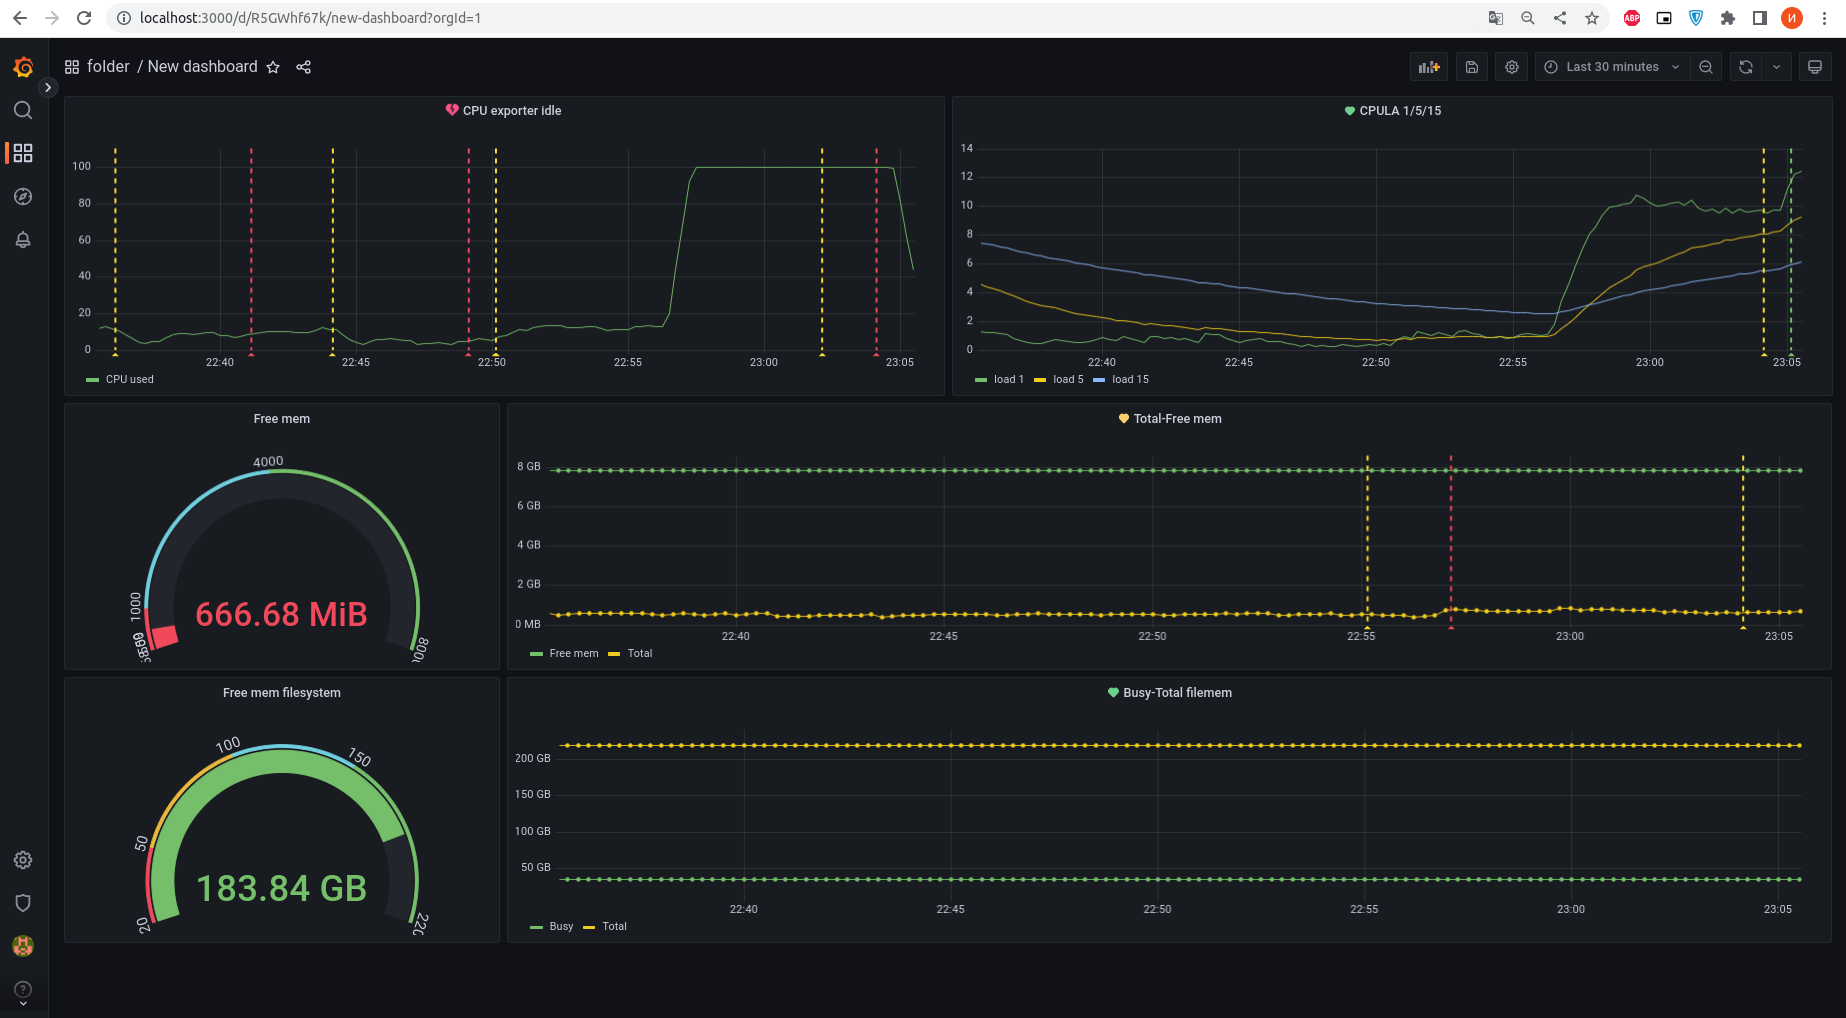 localhost:3000/d/R5GWhf67k/new-dashboard?orgId=1
ABP
И
folder / New dashboard
Last 30 minutes
CPU exporter idle
100
80
60
40
20
0
22:40 22:45 22:50 22:55 23:00 23:05
CPU used
CPULA 1/5/15
14
12
10
8
6
4
2
0
22:40 22:45 22:50 22:55 23:00 23:05
load 1 load 5 load 15
Free mem
4000
1000
8000
666.68 MiB
Total-Free mem
8 GB
6 GB
4 GB
2 GB
0 MB
22:40 22:45 22:50 22:55 23:00 23:05
Free mem Total
Free mem filesystem
100
150
50
20
220
183.84 GB
Busy-Total filemem
200 GB
150 GB
100 GB
50 GB
22:40 22:45 22:50 22:55 23:00 23:05
Busy Total